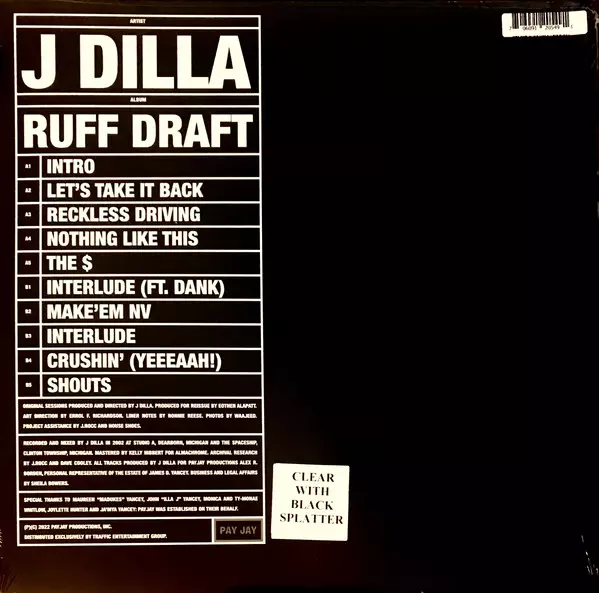 ARTIST
J DILLA
ALBUM
RUFF DRAFT
A1 INTRO
A2 LET'S TAKE IT BACK
A3 RECKLESS DRIVING
A4 NOTHING LIKE THIS
A5 THE $
B1 INTERLUDE (FT. DANK)
B2 MAKE'EM NV
B3 INTERLUDE
B4 CRUSHIN' (YEEEAAH!)
B5 SHOUTS
ORIGINAL SESSIONS PRODUCED AND DIRECTED BY J DILLA. PRODUCED FOR REISSUE BY EOTHEN ALAPATT.
ART DIRECTION BY ERROL F. RICHARDSON. LINER NOTES BY RONNIE REESE. PHOTOS BY WAAJEED.
PROJECT ASSISTANCE BY J.ROCC AND HOUSE SHOES.
RECORDED AND MIXED BY J DILLA IN 2002 AT STUDIO A, DEARBORN, MICHIGAN AND THE SPACESHIP,
CLINTON TOWNSHIP, MICHIGAN. MASTERED BY KELLY HIBBERT FOR ALMACHROME. ARCHIVAL RESEARCH
BY J.ROCC AND DAVE COOLEY. ALL TRACKS PRODUCED BY J DILLA FOR PAYJAY PRODUCTIONS ALEX R.
BORDEN, PERSONAL REPRESENTATIVE OF THE ESTATE OF JAMES D. YANCEY. BUSINESS AND LEGAL AFFAIRS
BY SHEILA BOWERS.
SPECIAL THANKS TO MAUREEN "MADUKES" YANCEY, JOHN "ILLA J" YANCEY, MONICA AND TY-MONAE
WHITLOW, JOYLETTE HUNTER AND JA'MYA YANCEY: PAYJAY WAS ESTABLISHED ON THEIR BEHALF.
(P)(C) 2022 PAYJAY PRODUCTIONS, INC.
DISTRIBUTED EXCLUSIVELY BY TRAFFIC ENTERTAINMENT GROUP.
PAY JAY
CLEAR
WITH
BLACK
SPLATTER